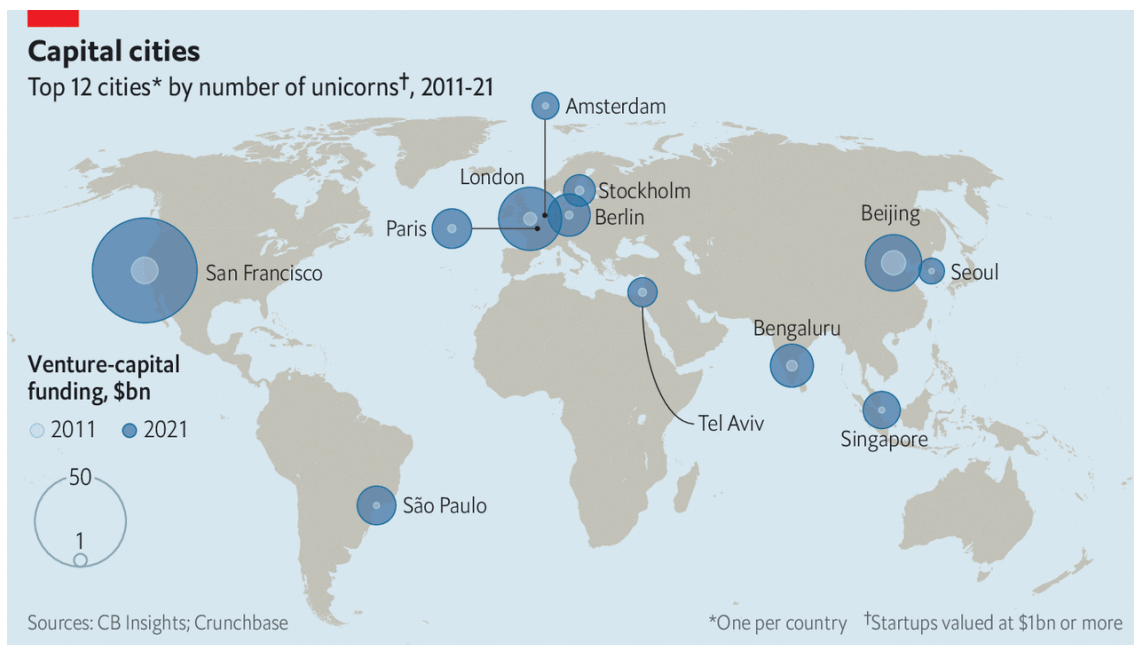 Capital cities
Top 12 cities* by number of unicorns†, 2011-21
Amsterdam
London
Stockholm
Paris
Berlin
Beijing
San Francisco
Seoul
Bengaluru
Venture-capital
funding, $bn
2011 2021
Tel Aviv
Singapore
50
São Paulo
1
Sources: CB Insights; Crunchbase
*One per country †Startups valued at $1bn or more